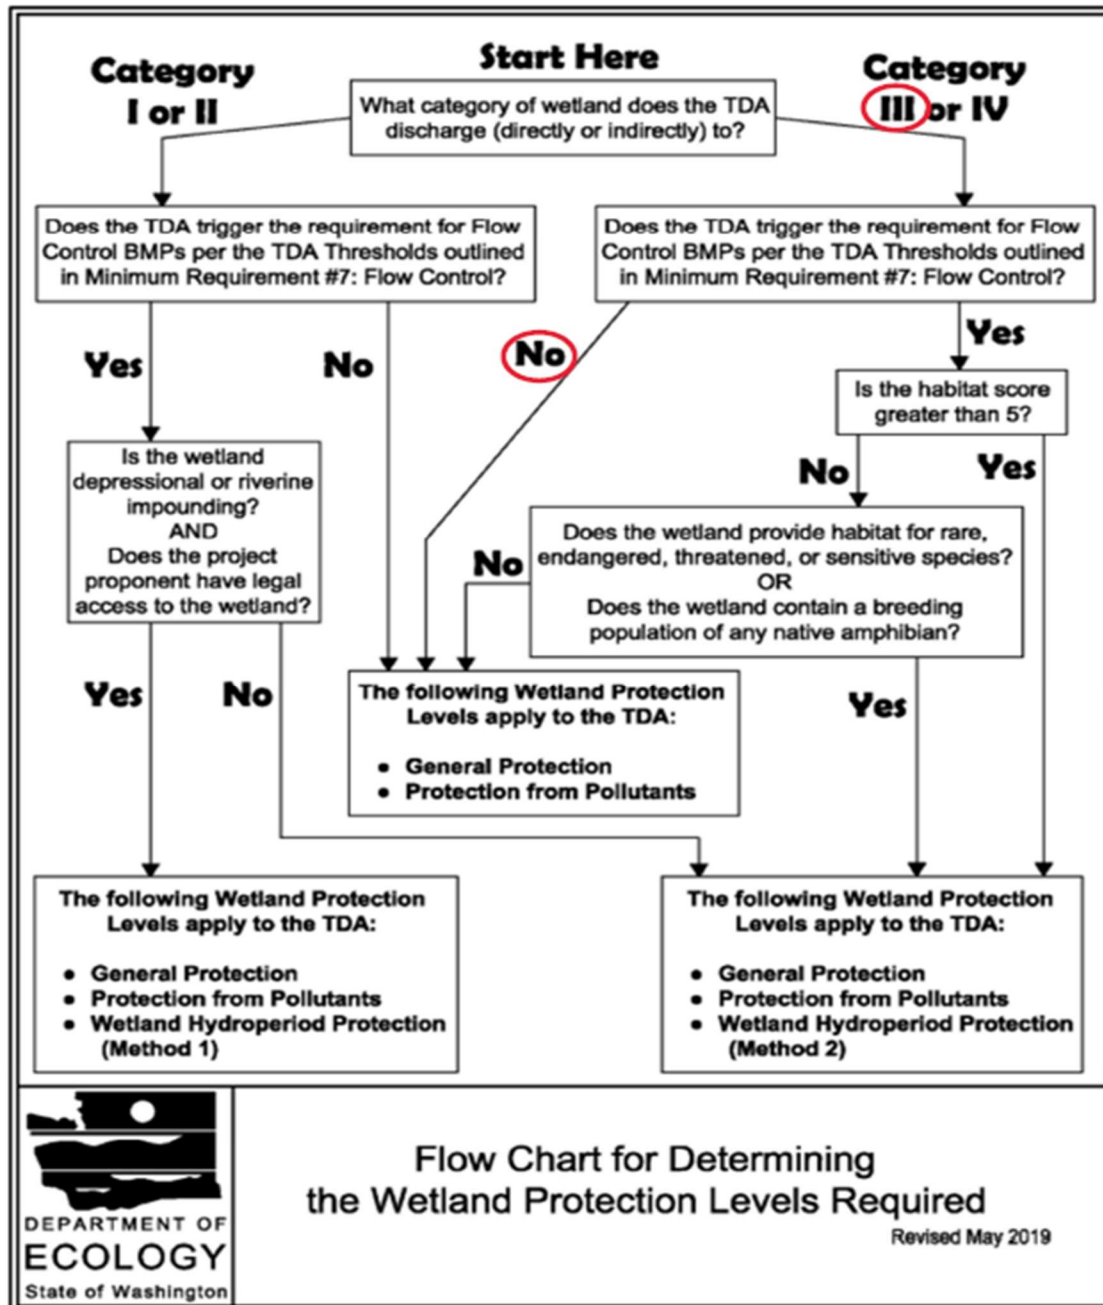 Start Here
Category
I or II
Category
III or IV
What category of wetland does the TDA
discharge (directly or indirectly) to?
Does the TDA trigger the requirement for Flow
Control BMPs per the TDA Thresholds outlined
in Minimum Requirement #7: Flow Control?
Does the TDA trigger the requirement for Flow
Control BMPs per the TDA Thresholds outlined
in Minimum Requirement #7: Flow Control?
Yes
No
No
Yes
Is the habitat score
greater than 5?
Is the wetland
depressional or riverine
impounding?
AND
Does the project
proponent have legal
access to the wetland?
No
Yes
Does the wetland provide habitat for rare,
endangered, threatened, or sensitive species?
OR
Does the wetland contain a breeding
population of any native amphibian?
No
Yes
No
Yes
The following Wetland Protection
Levels apply to the TDA:
• General Protection
• Protection from Pollutants
The following Wetland Protection
Levels apply to the TDA:
• General Protection
• Protection from Pollutants
• Wetland Hydroperiod Protection
(Method 1)
The following Wetland Protection
Levels apply to the TDA:
• General Protection
• Protection from Pollutants
• Wetland Hydroperiod Protection
(Method 2)
DEPARTMENT OF
ECOLOGY
State of Washington
Flow Chart for Determining
the Wetland Protection Levels Required
Revised May 2019